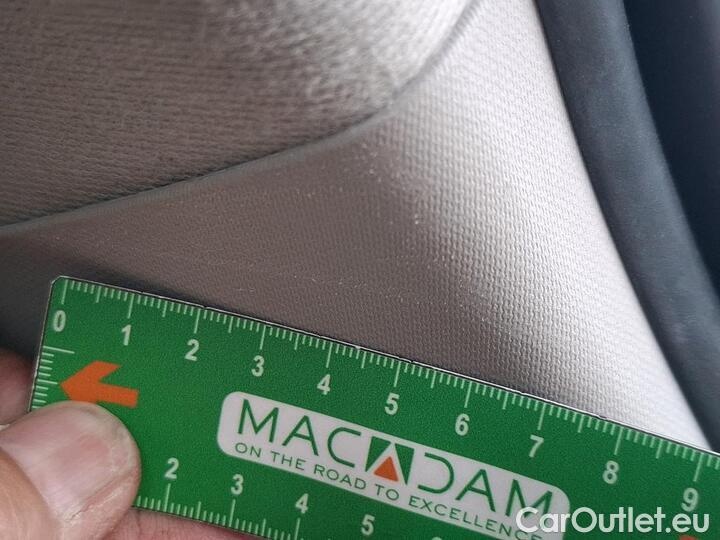 0 1 2 3 4 5 6 7 8 9
MACADAM
ON THE ROAD TO EXCELLENCE
2 3 4 5
CarOutlet.eu